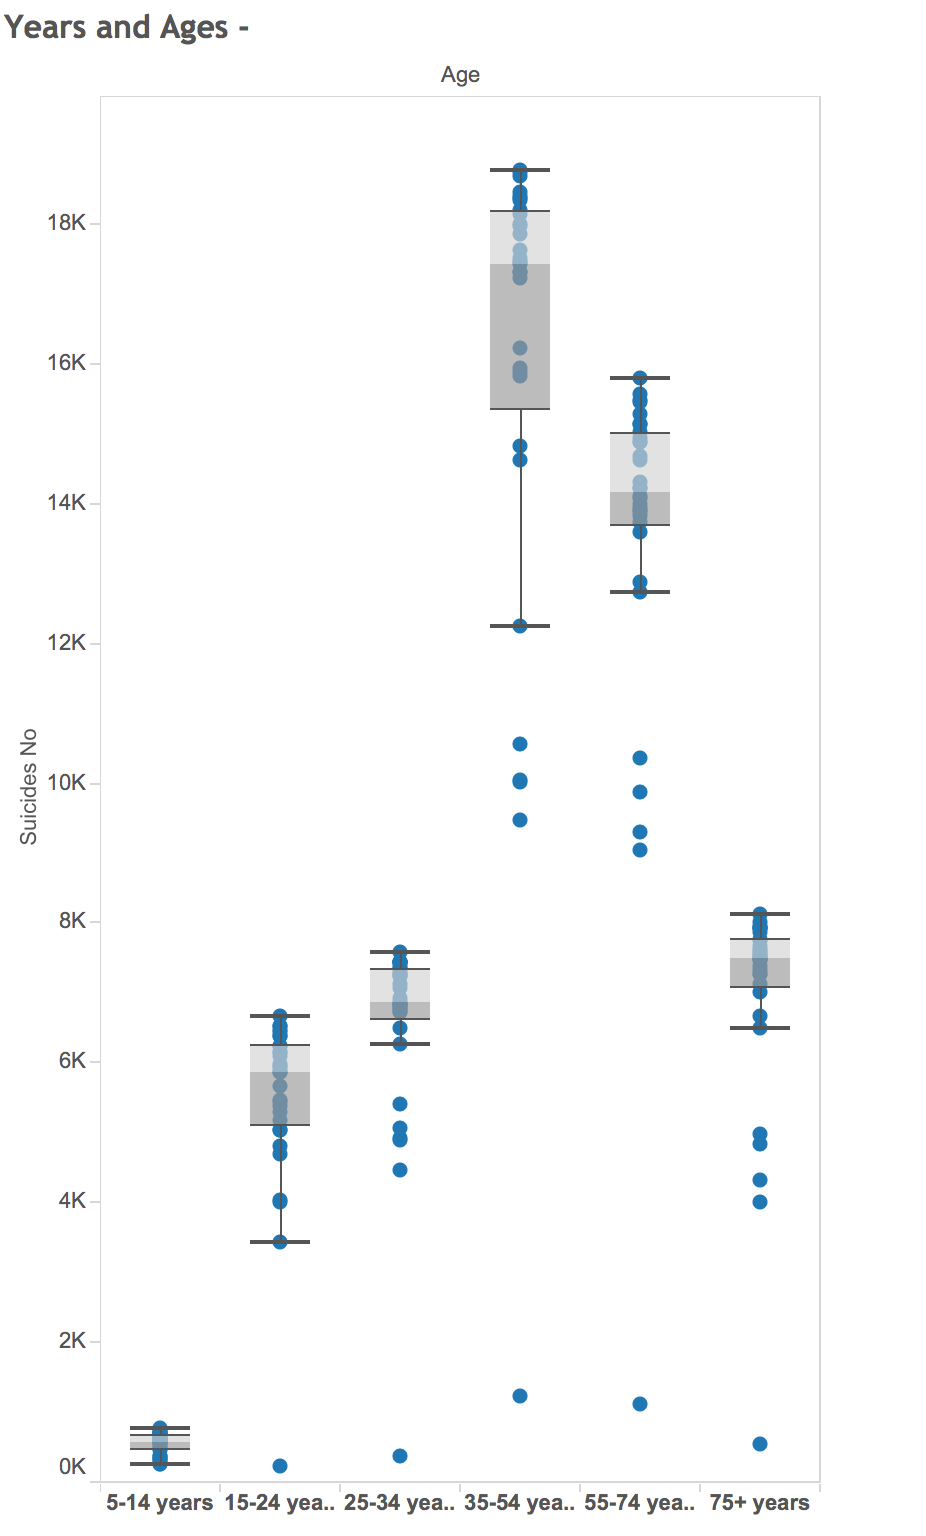 Years and Ages -
Age
18K
16K
14K
12K
10K
8K
6K
4K
2K
0K
Suicides No
5-14 years 15-24 yea.. 25-34 yea.. 35-54 yea.. 55-74 yea.. 75+ years